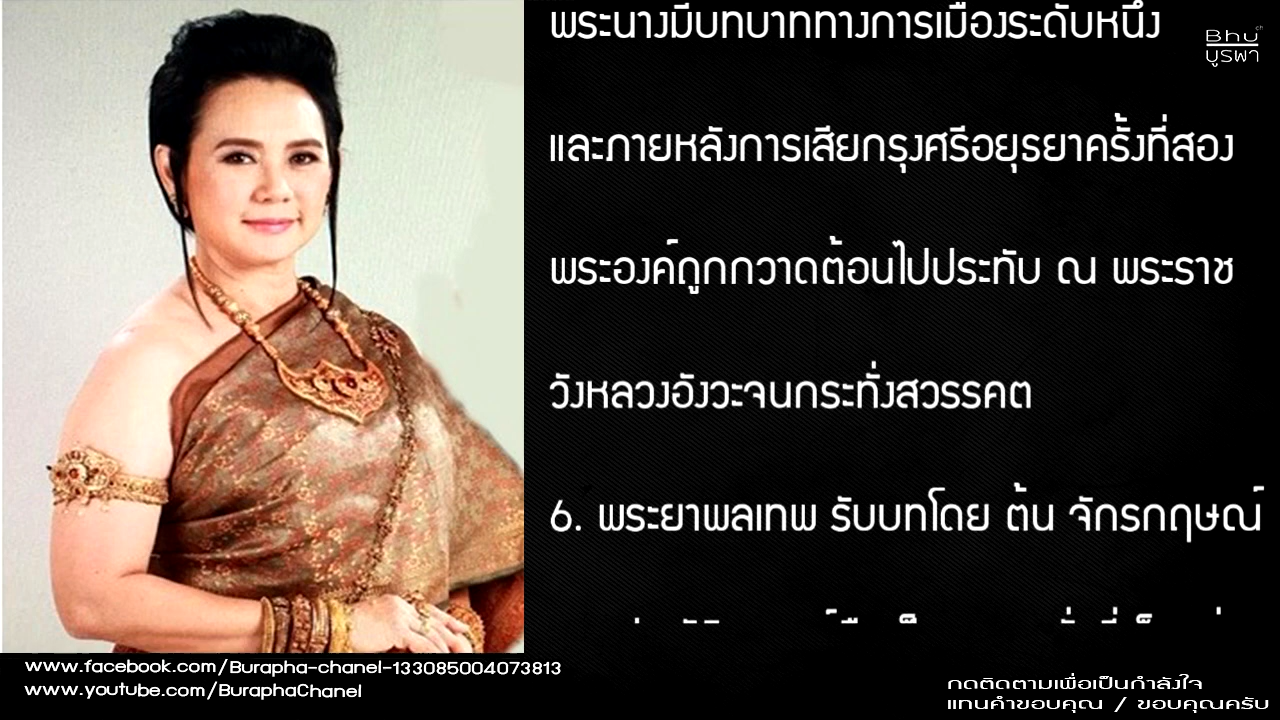 พระนางมีบทบาททางการเมืองระดับหนึ่ง
Bhu ch
บูรพา
และภายหลังการเสียกรุงศรีอยุธยาครั้งที่สอง
พระองค์ถูกกวาดต้อนไปประทับ ณ พระราช
วังหลวงอังวะจนกระทั่งสวรรคต
6. พระยาพลเทพ รับบทโดย ต้น จักรกฤษณ์
www.facebook.com/Burapha-chanel-133085004073813
www.youtube.com/BuraphaChanel
กดติดตามเพื่อเป็นกำลังใจ
แทนคำขอบคุณ / ขอบคุณครับ